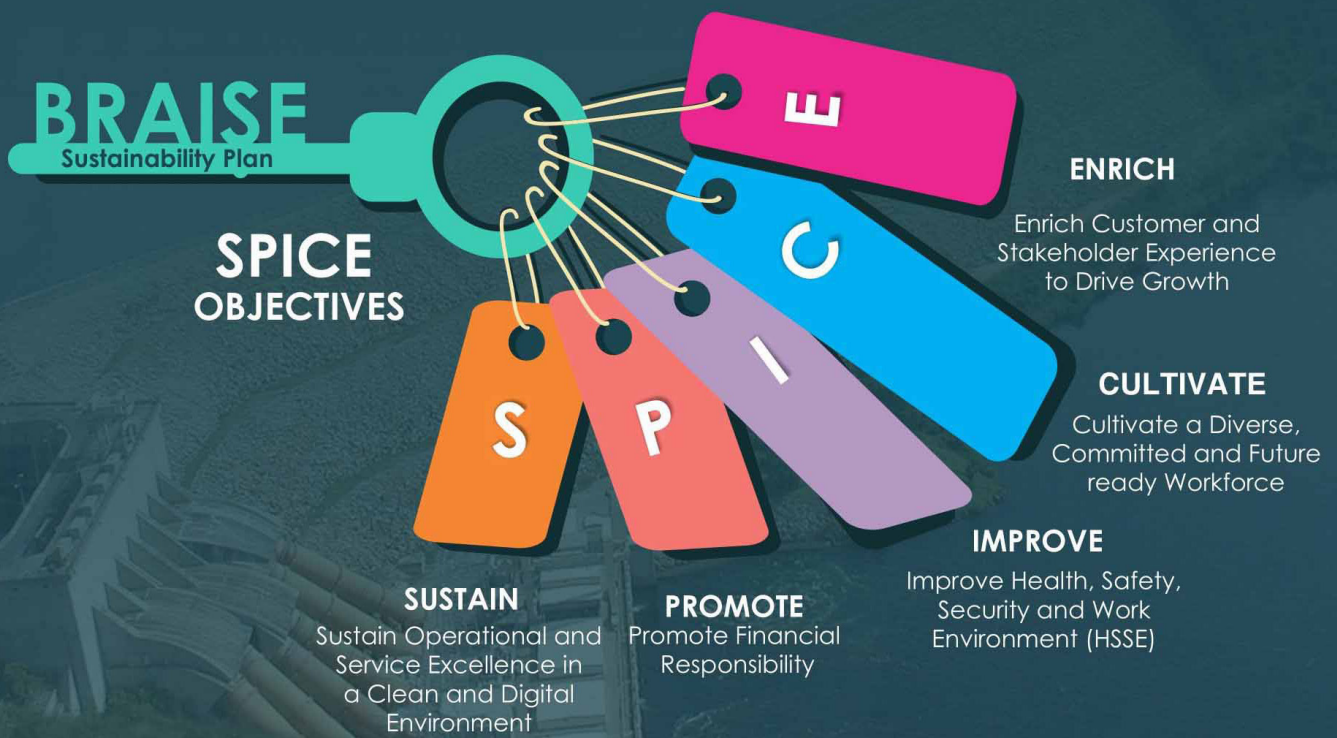 BRAISE
Sustainability Plan
SPICE
OBJECTIVES
S
P
I
C
E
SUSTAIN
Sustain Operational and
Service Excellence in
a Clean and Digital
Environment
PROMOTE
Promote Financial
Responsibility
IMPROVE
Improve Health, Safety,
Security and Work
Environment (HSSE)
CULTIVATE
Cultivate a Diverse,
Committed and Future
ready Workforce
ENRICH
Enrich Customer and
Stakeholder Experience
to Drive Growth